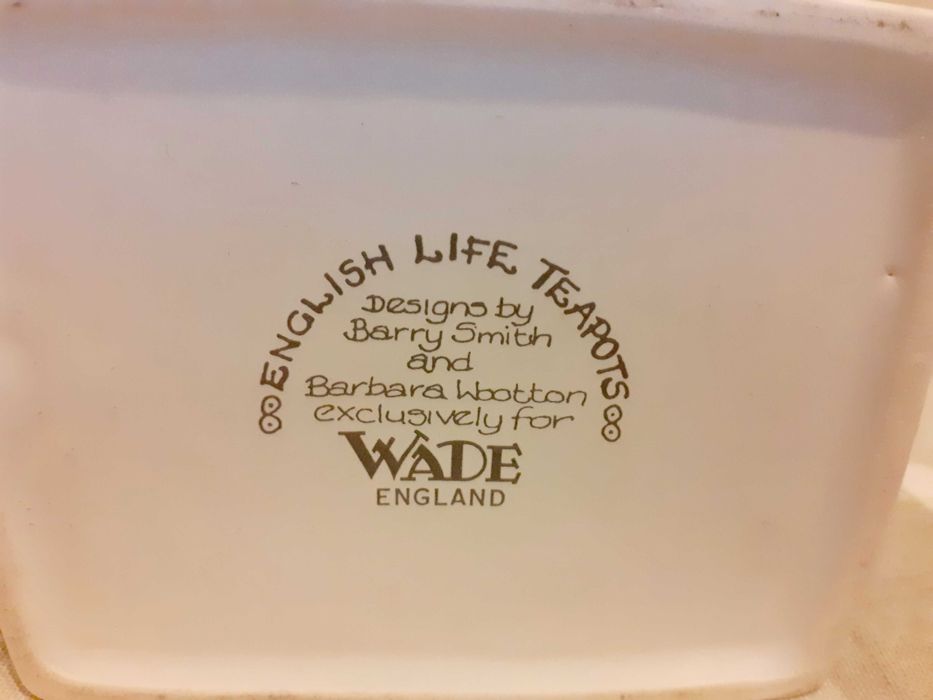 ENGLISH LIFE TEAPOTS
Designs by
Barry Smith
and
Barbara Wootton
exclusively for
WADE
ENGLAND